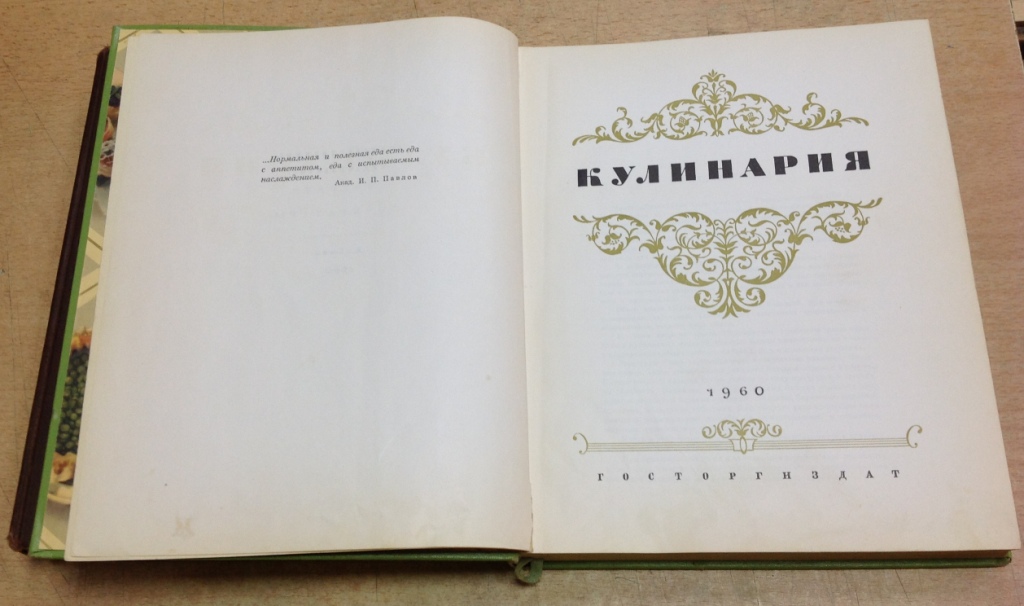 ...Нормальная и полезная еда есть еда
с аппетитом, еда с испытываемым
наслаждением.
Акад. И. П. Павлов
КУЛИНАРИЯ
1960
ГОСТОРГИЗДАТ